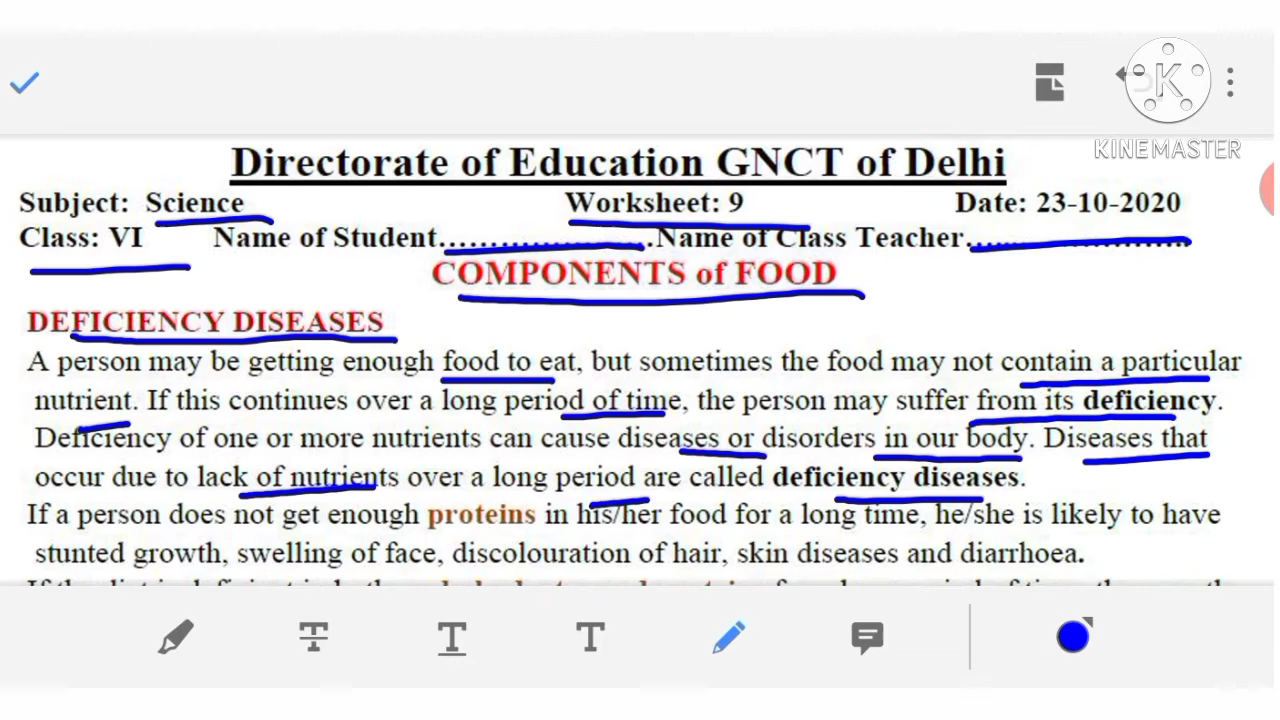 K
KINEMASTER
Directorate of Education GNCT of Delhi
Subject: Science Worksheet: 9 Date: 23-10-2020
Class: VI Name of Student…………………….Name of Class Teacher……………………..
COMPONENTS of FOOD
DEFICIENCY DISEASES
A person may be getting enough food to eat, but sometimes the food may not contain a particular
nutrient. If this continues over a long period of time, the person may suffer from its deficiency.
Deficiency of one or more nutrients can cause diseases or disorders in our body. Diseases that
occur due to lack of nutrients over a long period are called deficiency diseases.
If a person does not get enough proteins in his/her food for a long time, he/she is likely to have
stunted growth, swelling of face, discolouration of hair, skin diseases and diarrhoea.
T T T